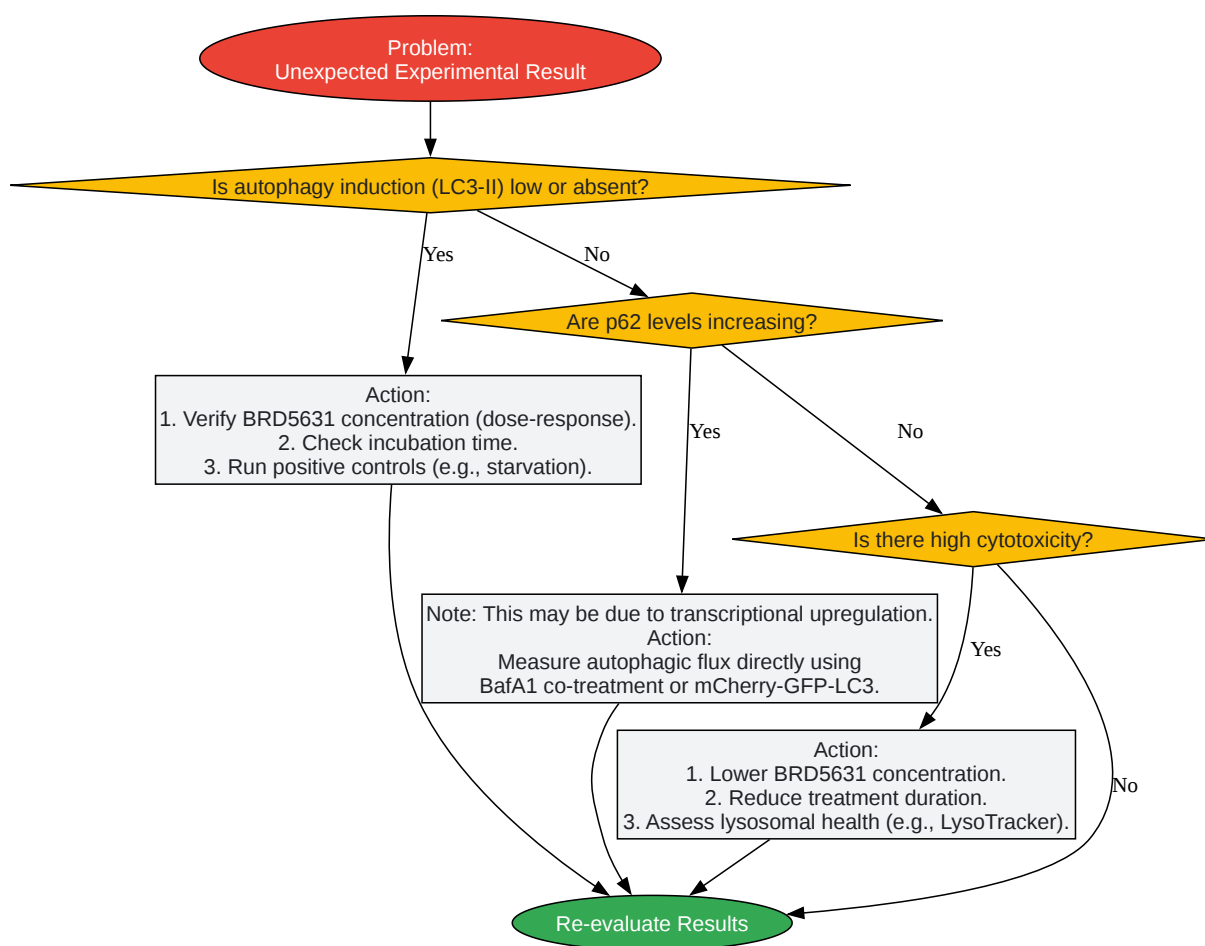 Problem:
Unexpected Experimental Result
Is autophagy induction (LC3-II) low or absent?
Yes
No
Are p62 levels increasing?
Action:
1. Verify BRD5631 concentration (dose-response).
2. Check incubation time.
3. Run positive controls (e.g., starvation).
Yes
No
Is there high cytotoxicity?
Note: This may be due to transcriptional upregulation.
Action:
Measure autophagic flux directly using
BafA1 co-treatment or mCherry-GFP-LC3.
Yes
Action:
1. Lower BRD5631 concentration.
2. Reduce treatment duration.
3. Assess lysosomal health (e.g., LysoTracker).
No
Re-evaluate Results